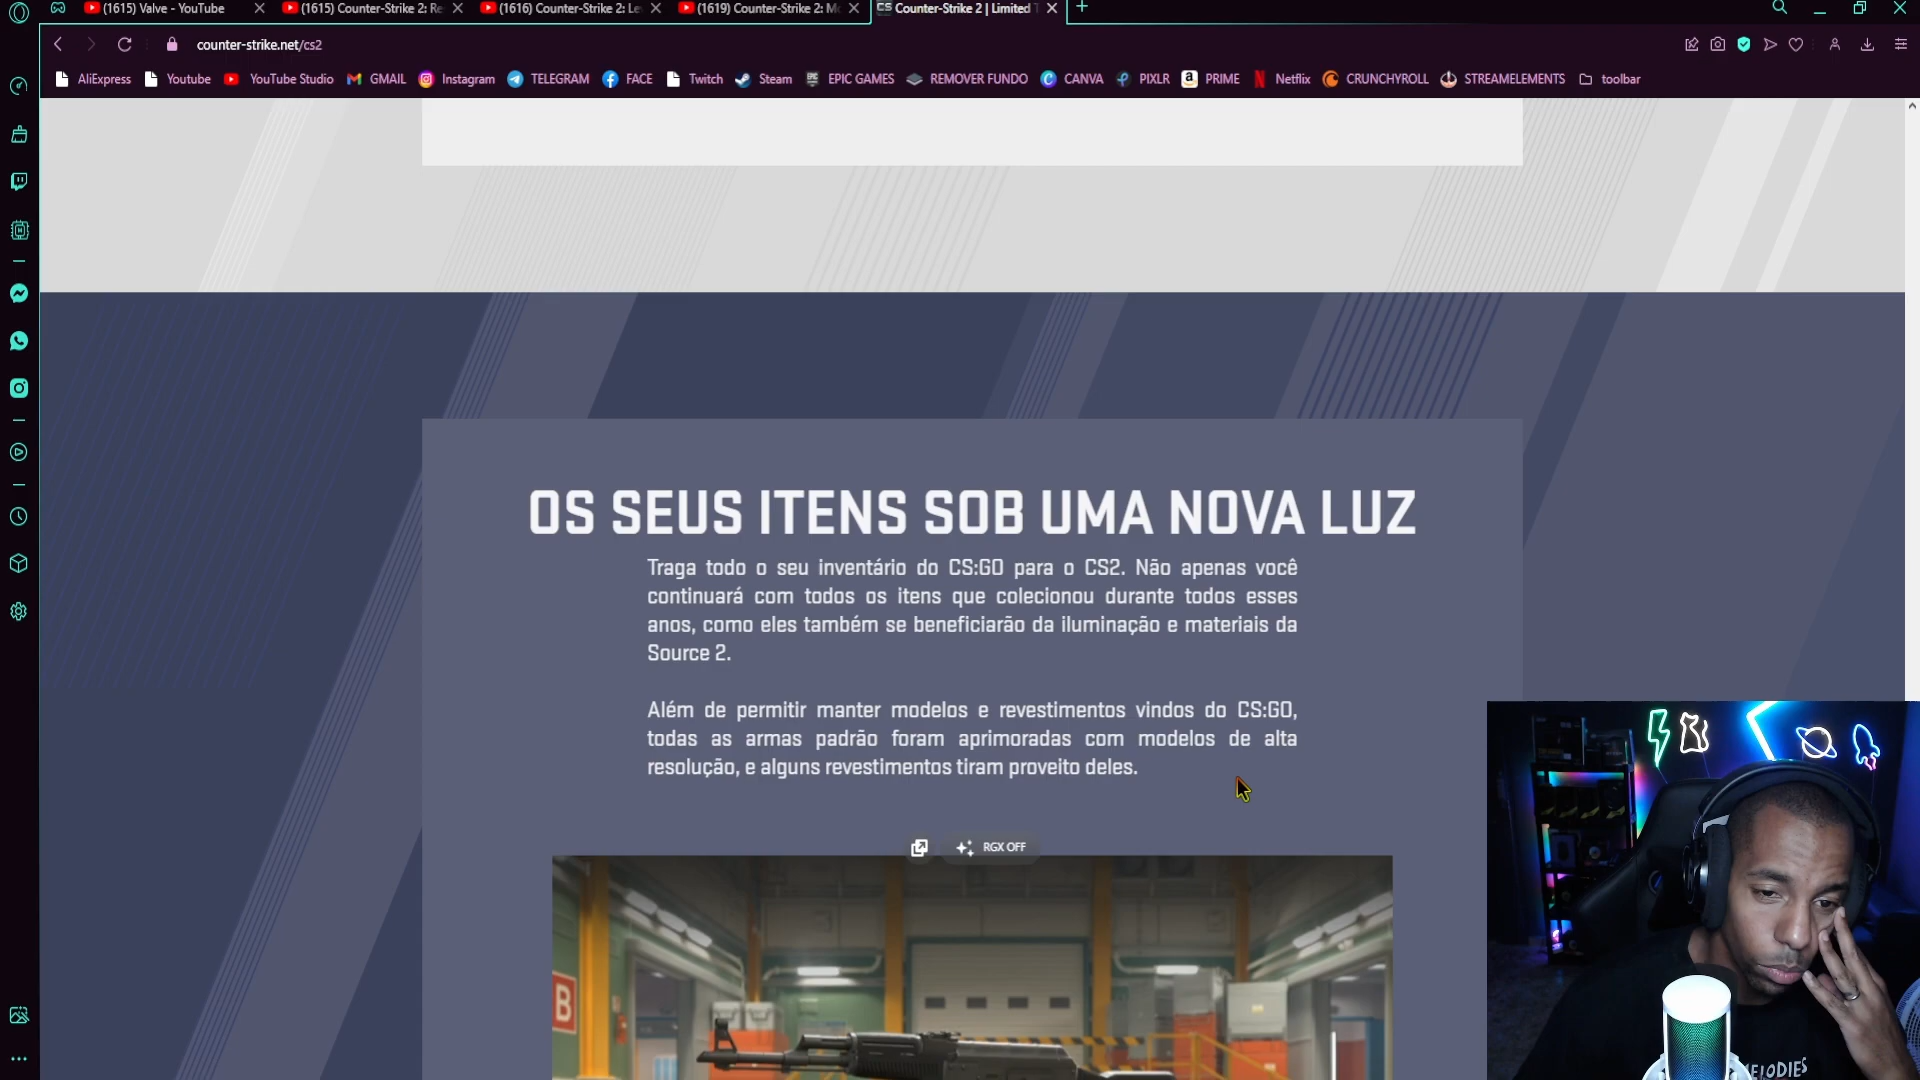 (1615) Valve - YouTube
(1615) Counter-Strike 2: Re
(1616) Counter-Strike 2: Le
(1619) Counter-Strike 2: Mo
CS Counter-Strike 2 | Limited T
counter-strike.net/cs2
AliExpress
Youtube
YouTube Studio
GMAIL
Instagram
TELEGRAM
FACE
Twitch
Steam
EPIC GAMES
REMOVER FUNDO
CANVA
PIXLR
PRIME
Netflix
CRUNCHYROLL
STREAMELEMENTS
toolbar
OS SEUS ITENS SOB UMA NOVA LUZ
Traga todo o seu inventário do CS:GO para o CS2. Não apenas você
continuará com todos os itens que colecionou durante todos esses
anos, como eles também se beneficiarão da iluminação e materiais da
Source 2.
Além de permitir manter modelos e revestimentos vindos do CS:GO,
todas as armas padrão foram aprimoradas com modelos de alta
resolução, e alguns revestimentos tiram proveito deles.
RGX OFF
B